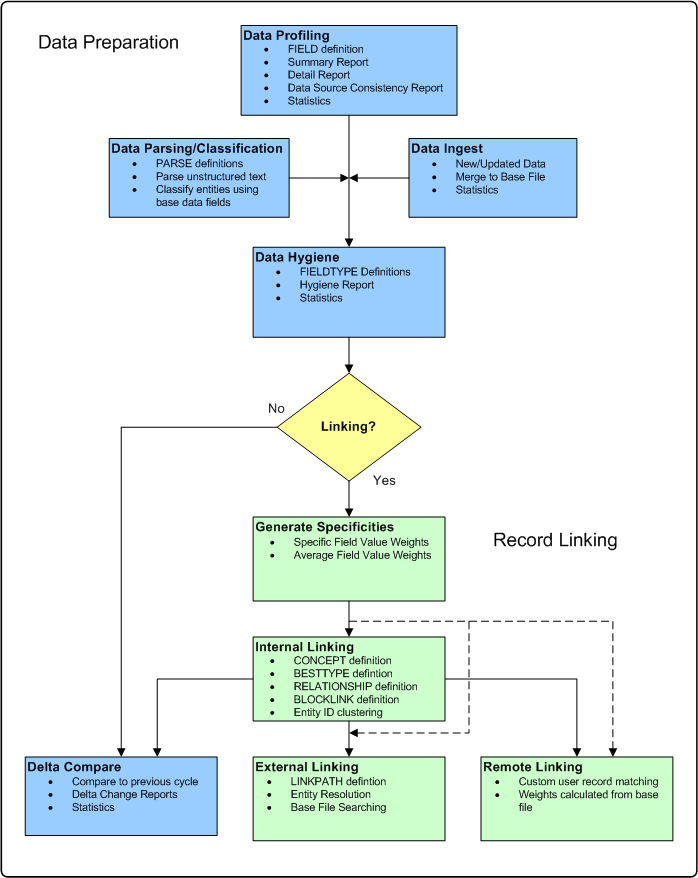 Data Preparation
Data Profiling
• FIELD definition
• Summary Report
• Detail Report
• Data Source Consistency Report
• Statistics
Data Parsing/Classification
• PARSE definitions
• Parse unstructured text
• Classify entities using
base data fields
Data Ingest
• New/Updated Data
• Merge to Base File
• Statistics
Data Hygiene
• FIELDTYPE Definitions
• Hygiene Report
• Statistics
Linking?
No
Yes
Generate Specificities
• Specific Field Value Weights
• Average Field Value Weights
Record Linking
Internal Linking
• CONCEPT definition
• BESTTYPE defintion
• RELATIONSHIP definition
• BLOCKLINK definition
• Entity ID clustering
Delta Compare
• Compare to previous cycle
• Delta Change Reports
• Statistics
External Linking
• LINKPATH defintion
• Entity Resolution
• Base File Searching
Remote Linking
• Custom user record matching
• Weights calculated from base
file